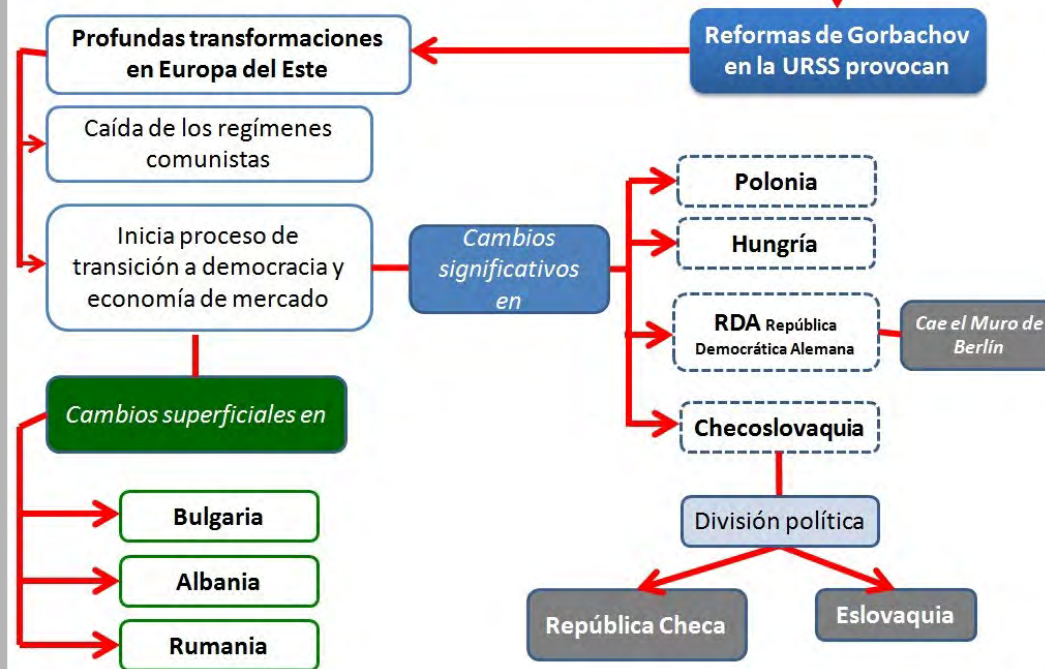 Reformas de Gorbachov
en la URSS provocan
Profundas transformaciones
en Europa del Este
Caída de los regímenes
comunistas
Inicia proceso de
transición a democracia y
economía de mercado
Cambios
significativos
en
Polonia
Hungría
RDA República
Democrática Alemana
Cae el Muro de
Berlín
Checoslovaquia
División política
República Checa
Eslovaquia
Cambios superficiales en
Bulgaria
Albania
Rumania